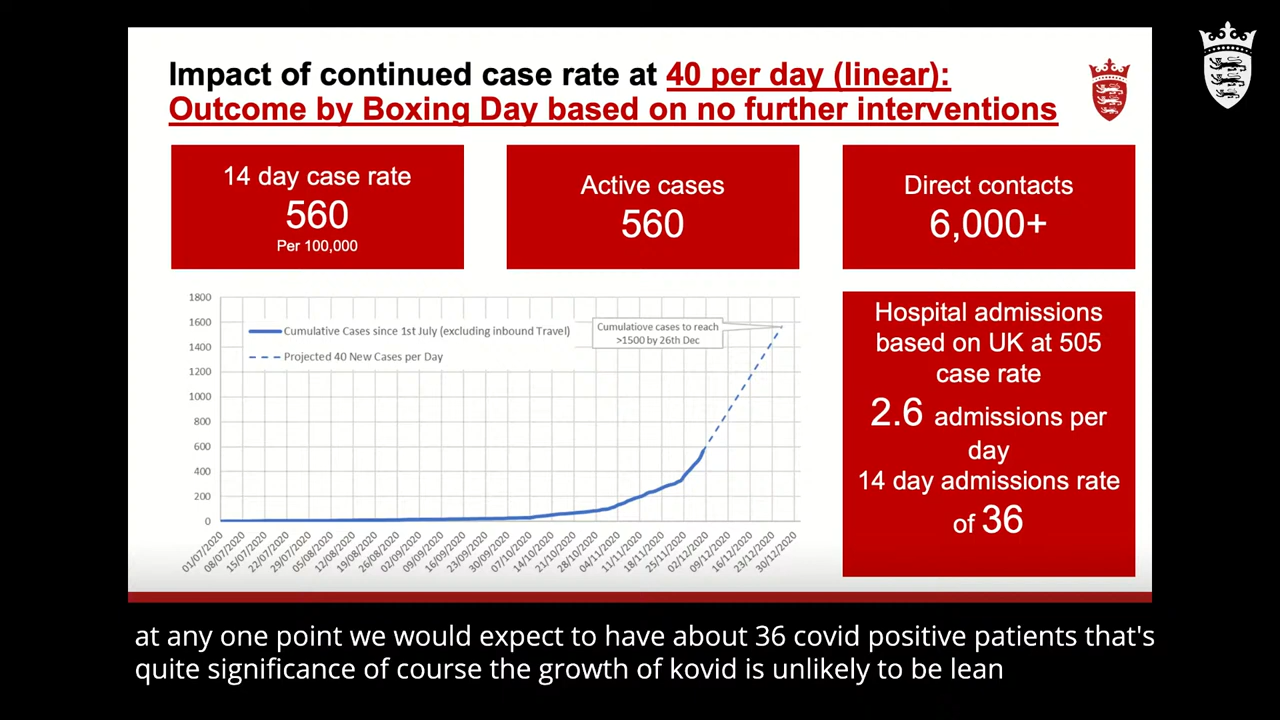 Impact of continued case rate at 40 per day (linear):
Outcome by Boxing Day based on no further interventions
14 day case rate
560
Per 100,000
Active cases
560
Direct contacts
6,000+
1800
1600
1400
1200
1000
800
600
400
200
0
Cumulative Cases since 1st July (excluding inbound Travel)
Projected 40 New Cases per Day
Cumulatiove cases to reach
>1500 by 26th Dec
01/07/2020
08/07/2020
15/07/2020
22/07/2020
29/07/2020
05/08/2020
12/08/2020
19/08/2020
26/08/2020
02/09/2020
09/09/2020
16/09/2020
23/09/2020
30/09/2020
07/10/2020
14/10/2020
21/10/2020
28/10/2020
04/11/2020
11/11/2020
18/11/2020
25/11/2020
02/12/2020
09/12/2020
16/12/2020
23/12/2020
30/12/2020
Hospital admissions
based on UK at 505
case rate
2.6 admissions per
day
14 day admissions rate
of 36
at any one point we would expect to have about 36 covid positive patients that's
quite significance of course the growth of kovid is unlikely to be lean